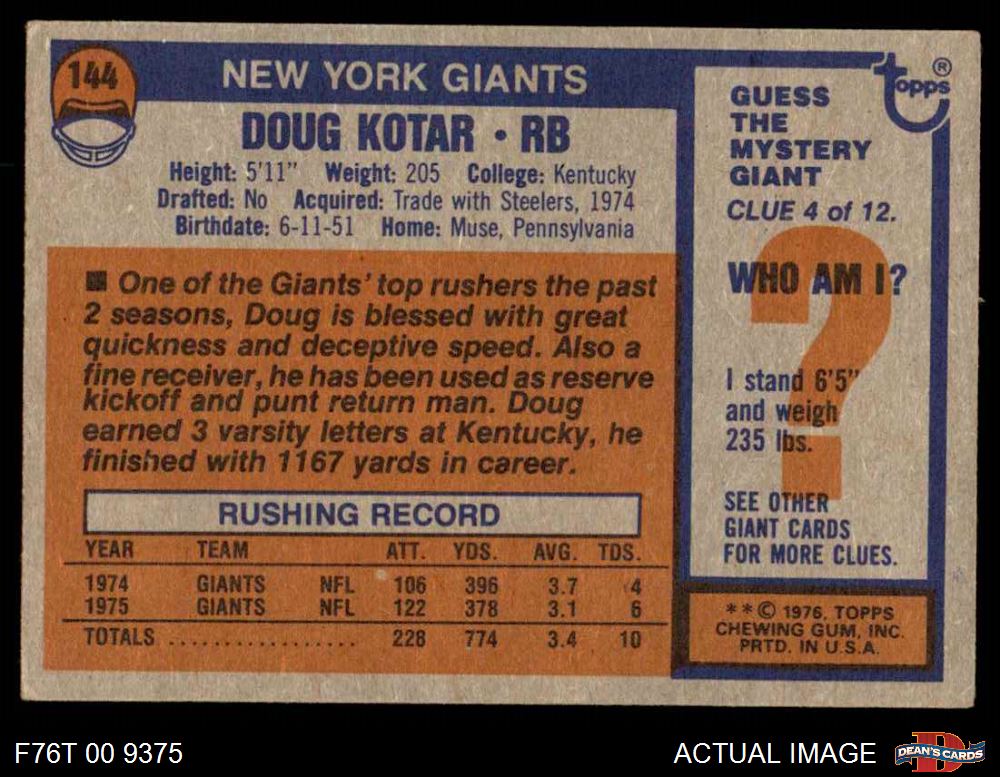 144
NEW YORK GIANTS
DOUG KOTAR • RB
Height: 5'11" Weight: 205 College: Kentucky
Drafted: No Acquired: Trade with Steelers, 1974
Birthdate: 6-11-51 Home: Muse, Pennsylvania
■ One of the Giants' top rushers the past
2 seasons, Doug is blessed with great
quickness and deceptive speed. Also a
fine receiver, he has been used as reserve
kickoff and punt return man. Doug
earned 3 varsity letters at Kentucky, he
finished with 1167 yards in career.
RUSHING RECORD
YEAR TEAM ATT. YDS. AVG. TDS.
1974 GIANTS NFL 106 396 3.7 4
1975 GIANTS NFL 122 378 3.1 6
TOTALS .................. 228 774 3.4 10
Topps ®
GUESS
THE
MYSTERY
GIANT
CLUE 4 of 12.
WHO AM I?
?
I stand 6'5"
and weigh
235 lbs.
SEE OTHER
GIANT CARDS
FOR MORE CLUES.
**© 1976, TOPPS
CHEWING GUM, INC.
PRTD. IN U.S.A.
F76T 00 9375
ACTUAL IMAGE
D
DEAN'S CARDS